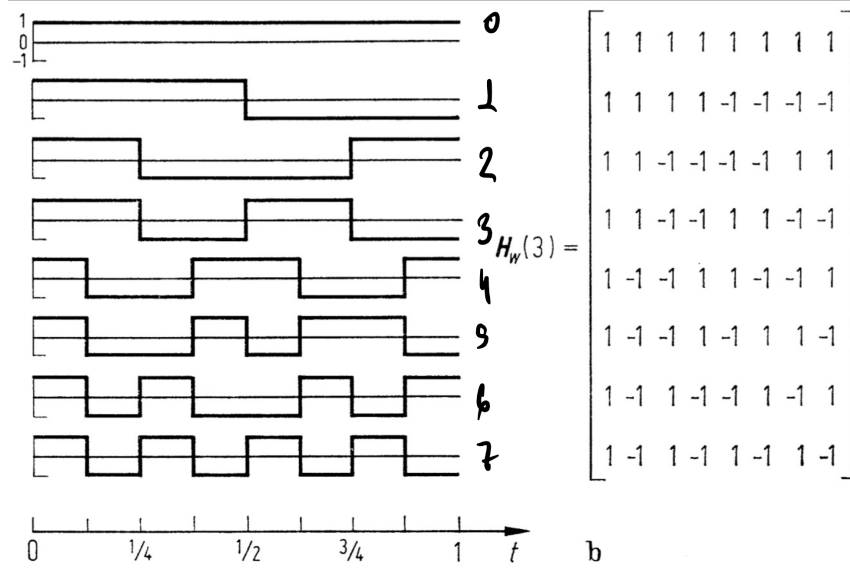 1
0
-1
0
1
2
3
4
5
6
7
0 1/4 1/2 3/4 1 t
H_w(3) =
1 1 1 1 1 1 1 1
1 1 1 1 -1 -1 -1 -1
1 1 -1 -1 -1 -1 1 1
1 1 -1 -1 1 1 -1 -1
1 -1 -1 1 1 -1 -1 1
1 -1 -1 1 -1 1 1 -1
1 -1 1 -1 -1 1 -1 1
1 -1 1 -1 1 -1 1 -1
b